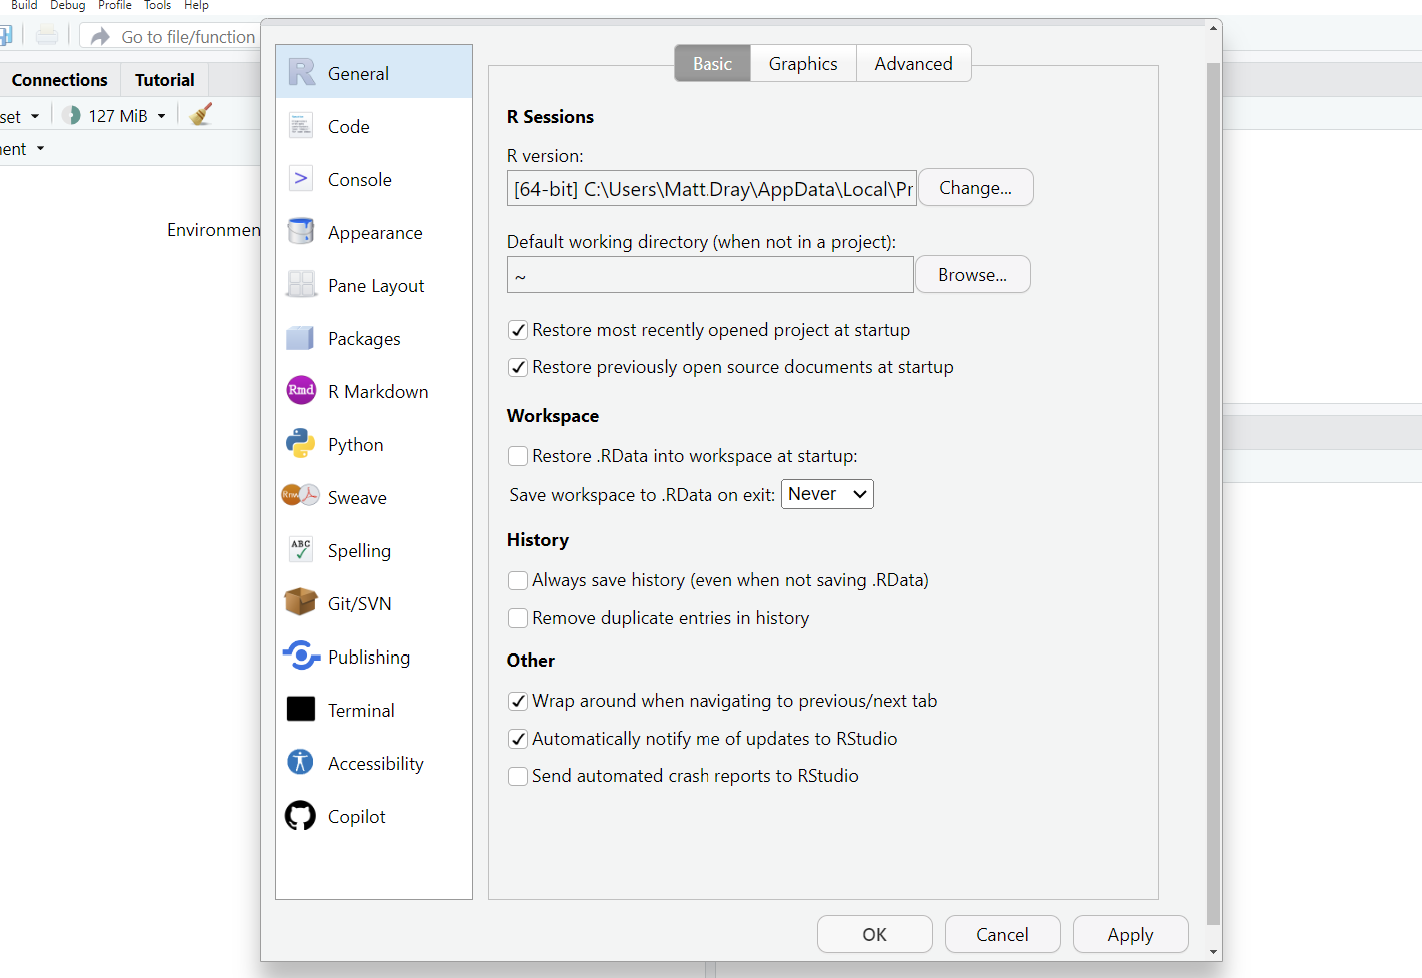 Build Debug Profile Tools Help
Go to file/function
Connections Tutorial
set 127 MiB
ent
Environmen
General
Code
Console
Appearance
Pane Layout
Packages
Rmd R Markdown
Python
Rnw Sweave
ABC Spelling
Git/SVN
Publishing
Terminal
Accessibility
Copilot
Basic Graphics Advanced
R Sessions
R version:
[64-bit] C:\Users\Matt.Dray\AppData\Local\Pr Change...
Default working directory (when not in a project):
~ Browse...
Restore most recently opened project at startup
Restore previously open source documents at startup
Workspace
Restore .RData into workspace at startup:
Save workspace to .RData on exit: Never
History
Always save history (even when not saving .RData)
Remove duplicate entries in history
Other
Wrap around when navigating to previous/next tab
Automatically notify me of updates to RStudio
Send automated crash reports to RStudio
OK Cancel Apply